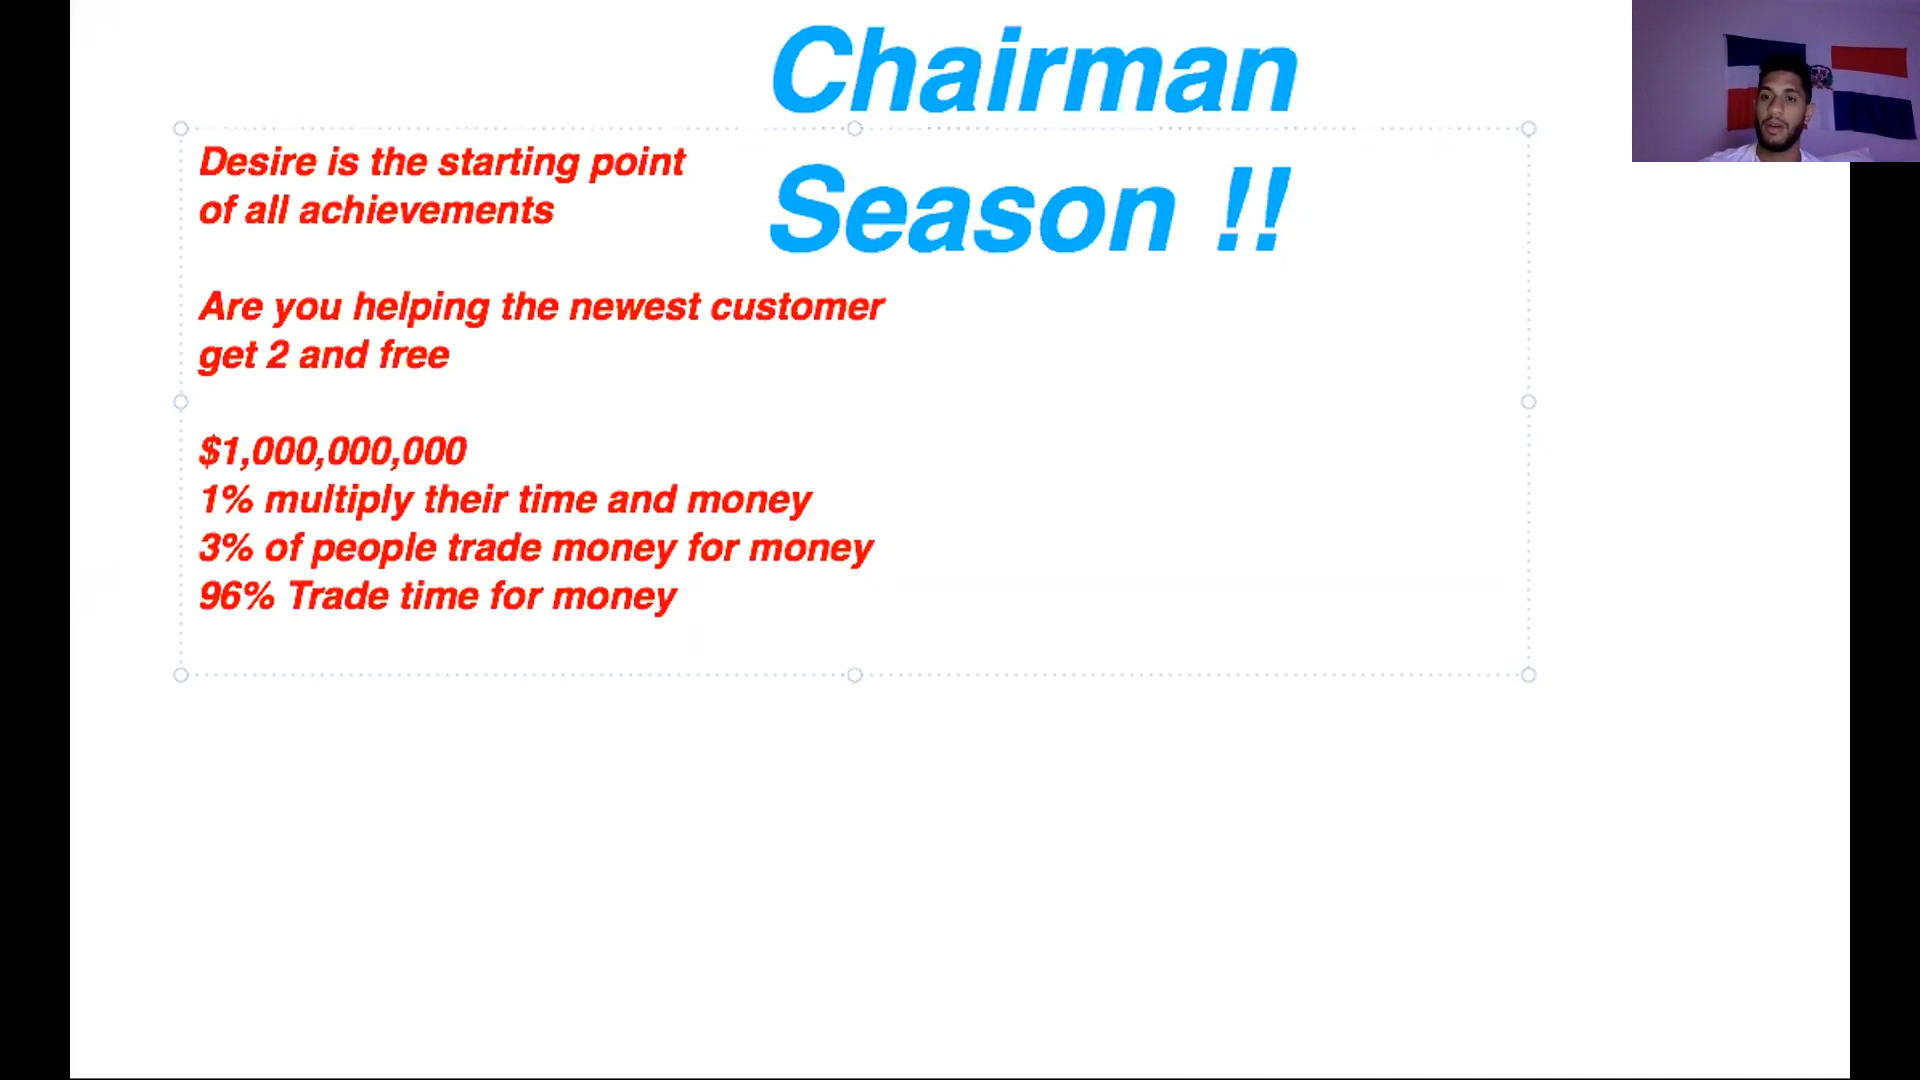 Chairman
Season !!
Desire is the starting point
of all achievements
Are you helping the newest customer
get 2 and free
$1,000,000,000
1% multiply their time and money
3% of people trade money for money
96% Trade time for money